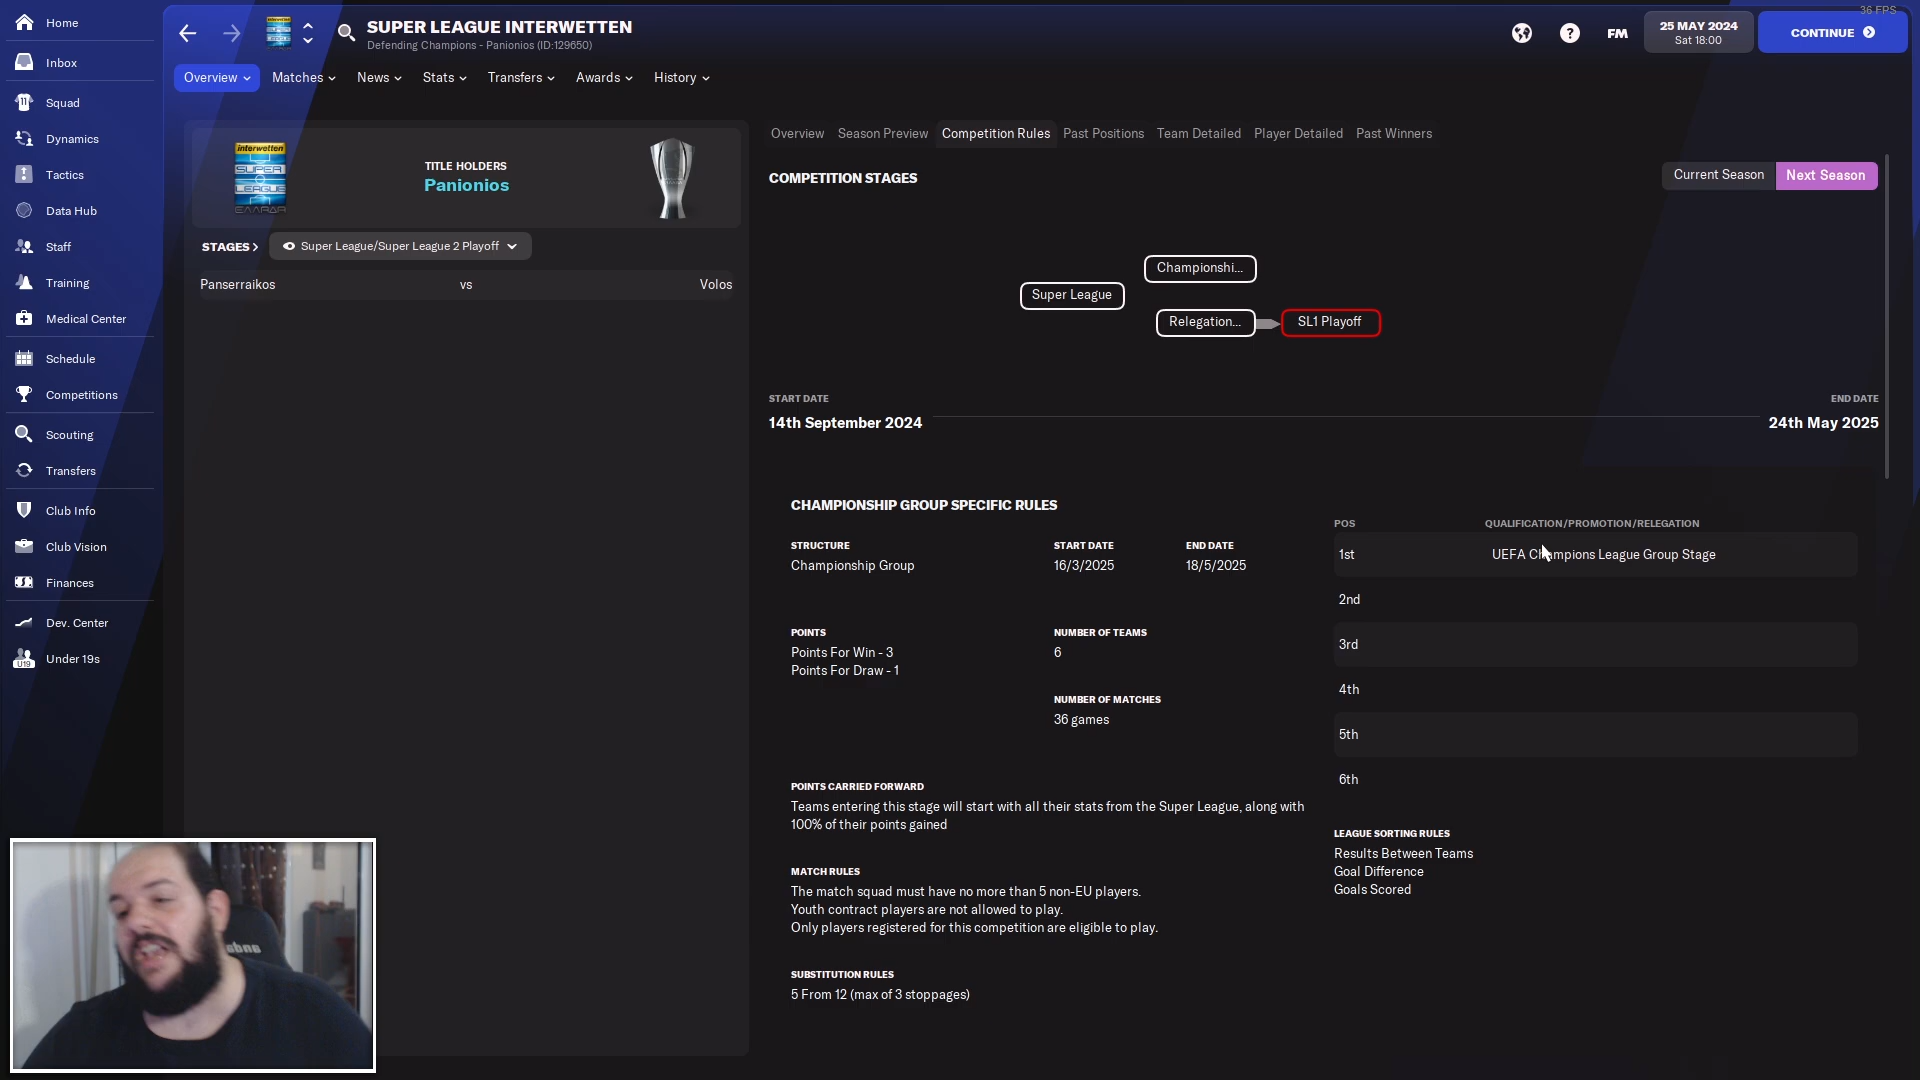 36 FPS
Home
Inbox
Squad
Dynamics
Tactics
Data Hub
Staff
Training
Medical Center
Schedule
Competitions
Scouting
Transfers
Club Info
Club Vision
Finances
Dev. Center
U19
Under 19s
SUPER LEAGUE INTERWETTEN
Defending Champions - Panionios (ID:129650)
FM
25 MAY 2024
Sat 18:00
CONTINUE
Overview
Matches
News
Stats
Transfers
Awards
History
interwetten
SUPER
LEAGUE
TITLE HOLDERS
Panionios
STAGES
Super League/Super League 2 Playoff
Panserraikos vs Volos
Overview Season Preview Competition Rules Past Positions Team Detailed Player Detailed Past Winners
COMPETITION STAGES
Current Season Next Season
Championshi...
Super League
Relegation...
SL1 Playoff
START DATE
14th September 2024
END DATE
24th May 2025
CHAMPIONSHIP GROUP SPECIFIC RULES
STRUCTURE
Championship Group
START DATE
16/3/2025
END DATE
18/5/2025
POINTS
Points For Win - 3
Points For Draw - 1
NUMBER OF TEAMS
6
NUMBER OF MATCHES
36 games
POINTS CARRIED FORWARD
Teams entering this stage will start with all their stats from the Super League, along with
100% of their points gained
MATCH RULES
The match squad must have no more than 5 non-EU players.
Youth contract players are not allowed to play.
Only players registered for this competition are eligible to play.
SUBSTITUTION RULES
5 From 12 (max of 3 stoppages)
POS QUALIFICATION/PROMOTION/RELEGATION
1st UEFA Champions League Group Stage
2nd
3rd
4th
5th
6th
LEAGUE SORTING RULES
Results Between Teams
Goal Difference
Goals Scored